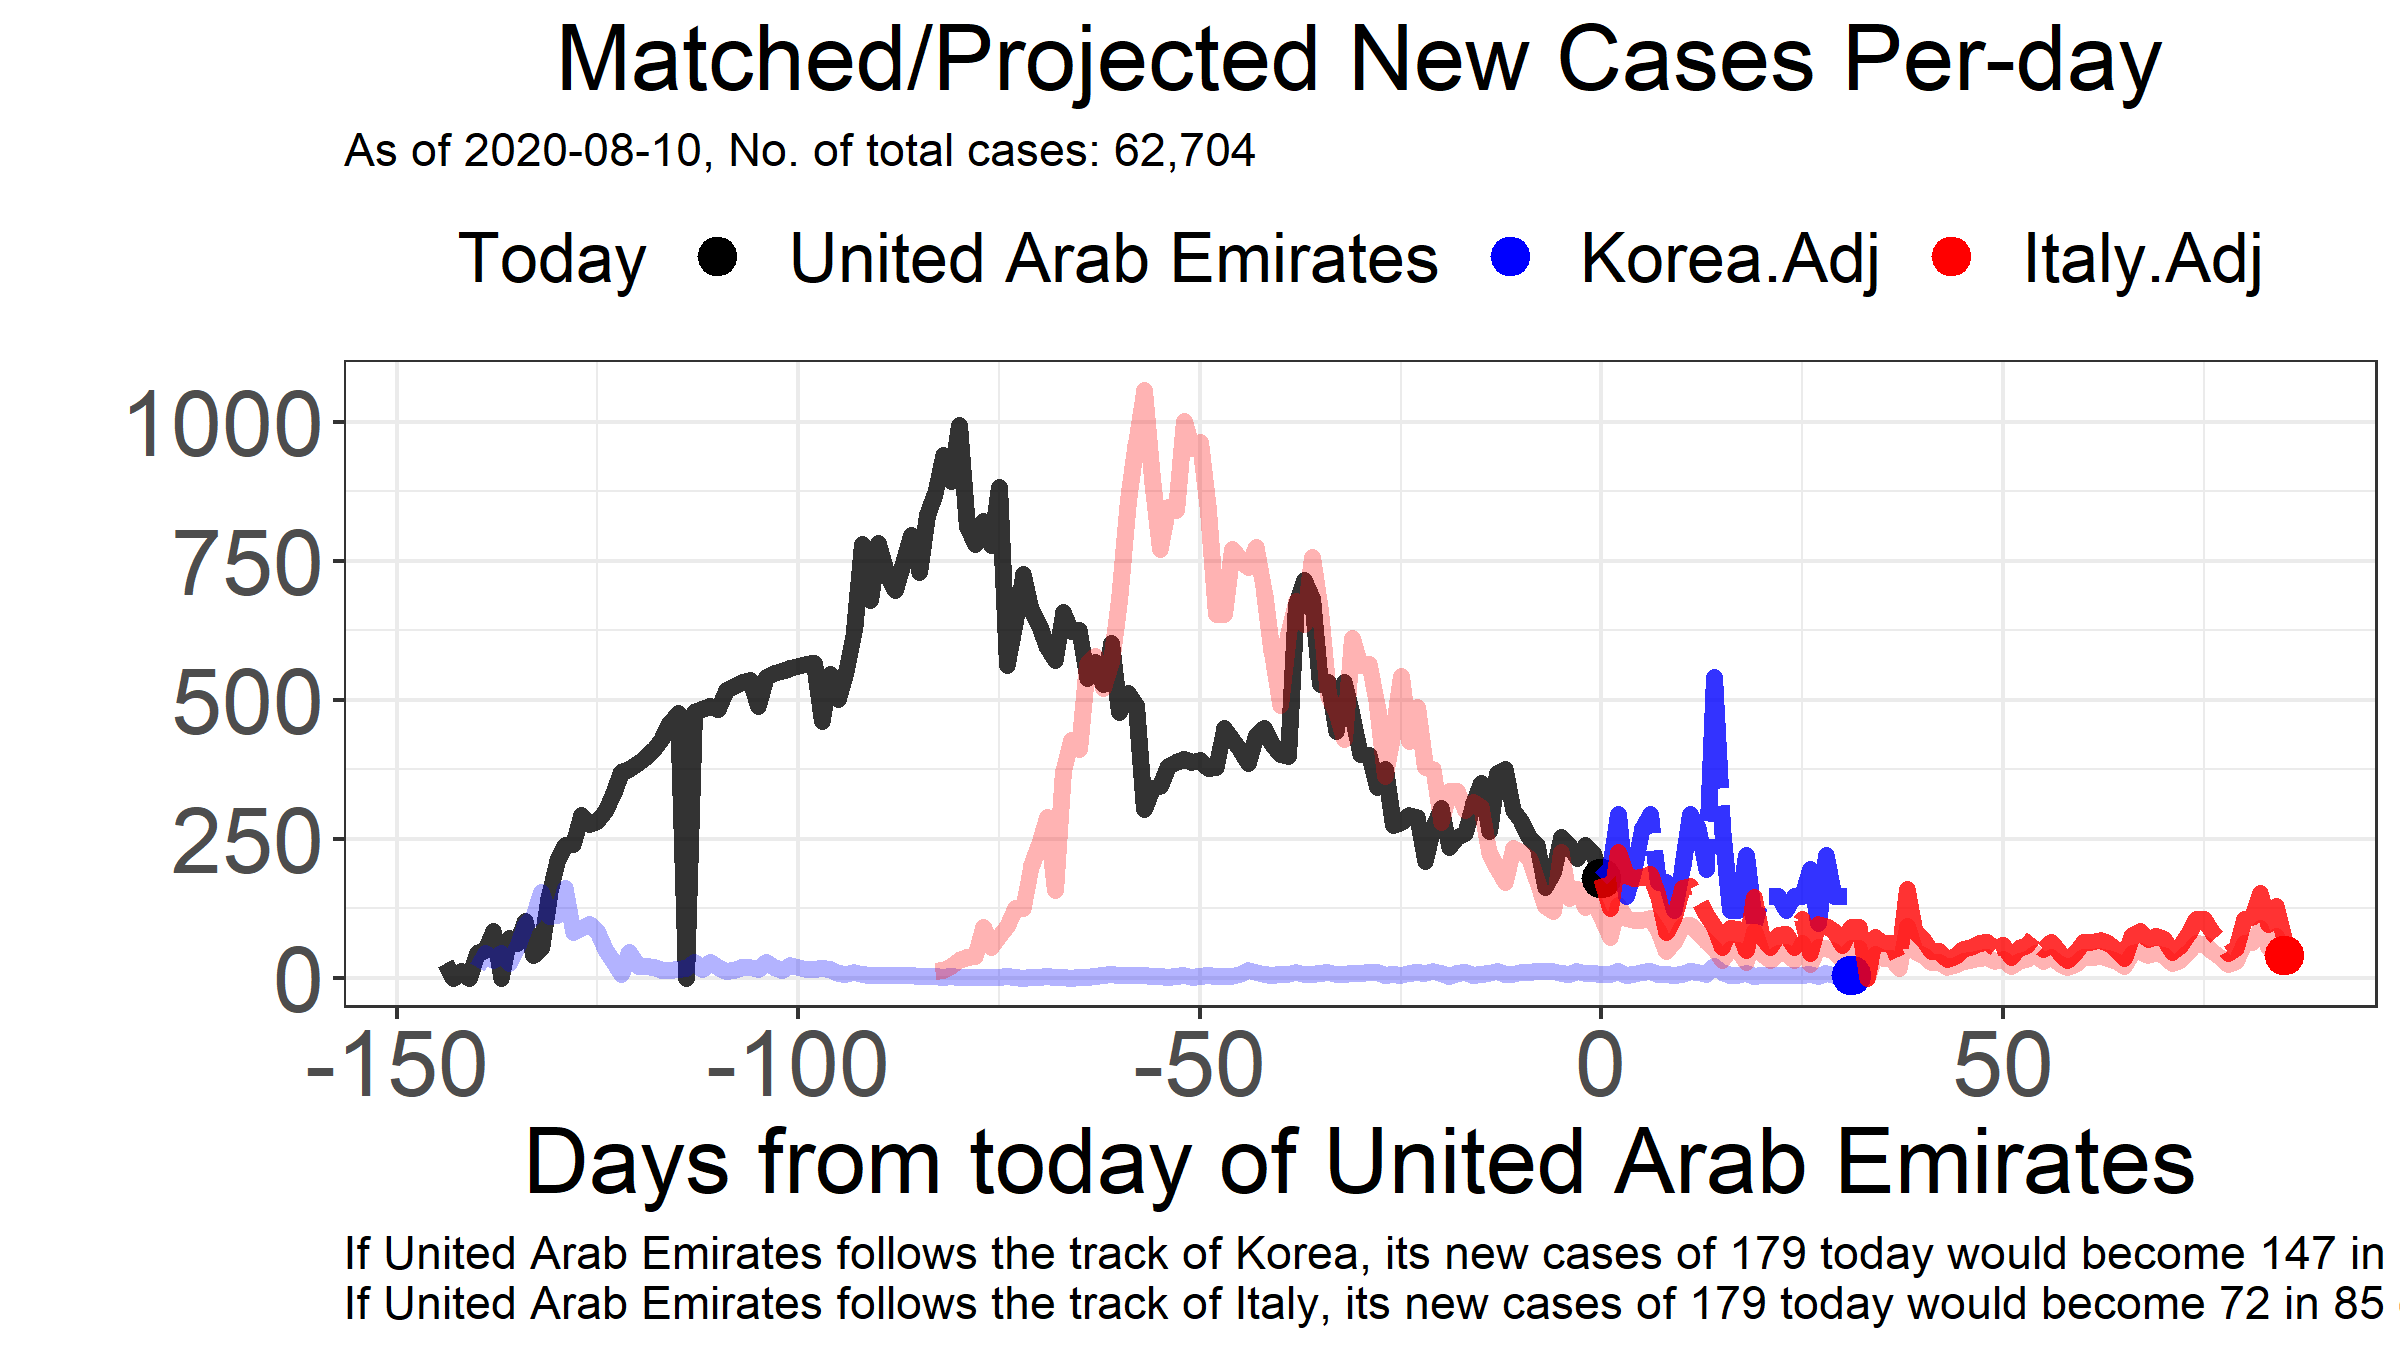 Matched/Projected New Cases Per-day
As of 2020-08-10, No. of total cases: 62,704
Today United Arab Emirates Korea.Adj Italy.Adj
1000
750
500
250
0
-150 -100 -50 0 50
Days from today of United Arab Emirates
If United Arab Emirates follows the track of Korea, its new cases of 179 today would become 147 in
If United Arab Emirates follows the track of Italy, its new cases of 179 today would become 72 in 85